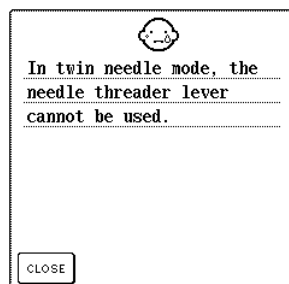 In twin needle mode, the
needle threader lever
cannot be used.
CLOSE